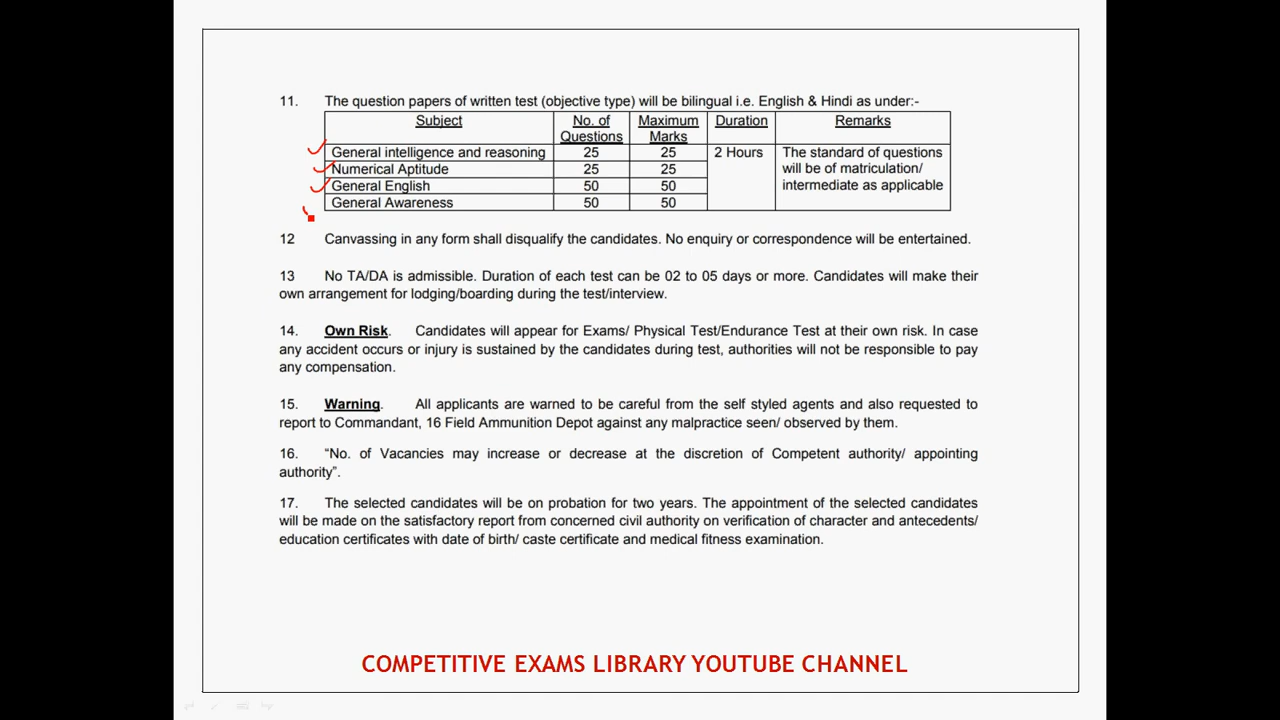 11. The question papers of written test (objective type) will be bilingual i.e. English & Hindi as under:-
Subject No. of Questions Maximum Marks Duration Remarks
General intelligence and reasoning 25 25 2 Hours The standard of questions
Numerical Aptitude 25 25 will be of matriculation/
General English 50 50 intermediate as applicable
General Awareness 50 50
12 Canvassing in any form shall disqualify the candidates. No enquiry or correspondence will be entertained.
13 No TA/DA is admissible. Duration of each test can be 02 to 05 days or more. Candidates will make their
own arrangement for lodging/boarding during the test/interview.
14. Own Risk. Candidates will appear for Exams/ Physical Test/Endurance Test at their own risk. In case
any accident occurs or injury is sustained by the candidates during test, authorities will not be responsible to pay
any compensation.
15. Warning. All applicants are warned to be careful from the self styled agents and also requested to
report to Commandant, 16 Field Ammunition Depot against any malpractice seen/ observed by them.
16. “No. of Vacancies may increase or decrease at the discretion of Competent authority/ appointing
authority”.
17. The selected candidates will be on probation for two years. The appointment of the selected candidates
will be made on the satisfactory report from concerned civil authority on verification of character and antecedents/
education certificates with date of birth/ caste certificate and medical fitness examination.
COMPETITIVE EXAMS LIBRARY YOUTUBE CHANNEL